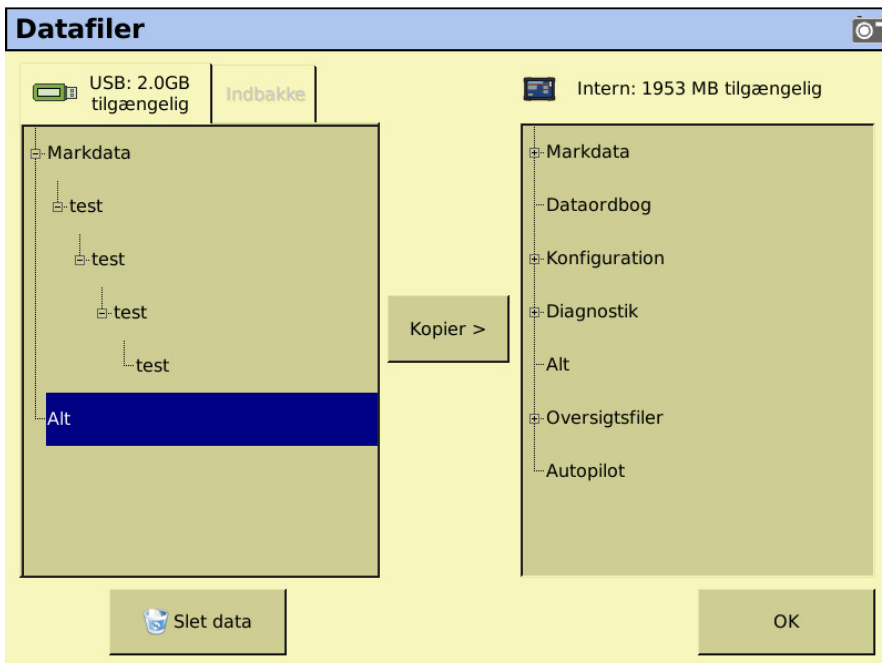 Datafiler
USB: 2.0GB
tilgængelig
Indbakke
Markdata
test
test
test
test
Alt
Kopier >
Intern: 1953 MB tilgængelig
Markdata
Dataordbog
Konfiguration
Diagnostik
Alt
Oversigtsfiler
Autopilot
Slet data
OK